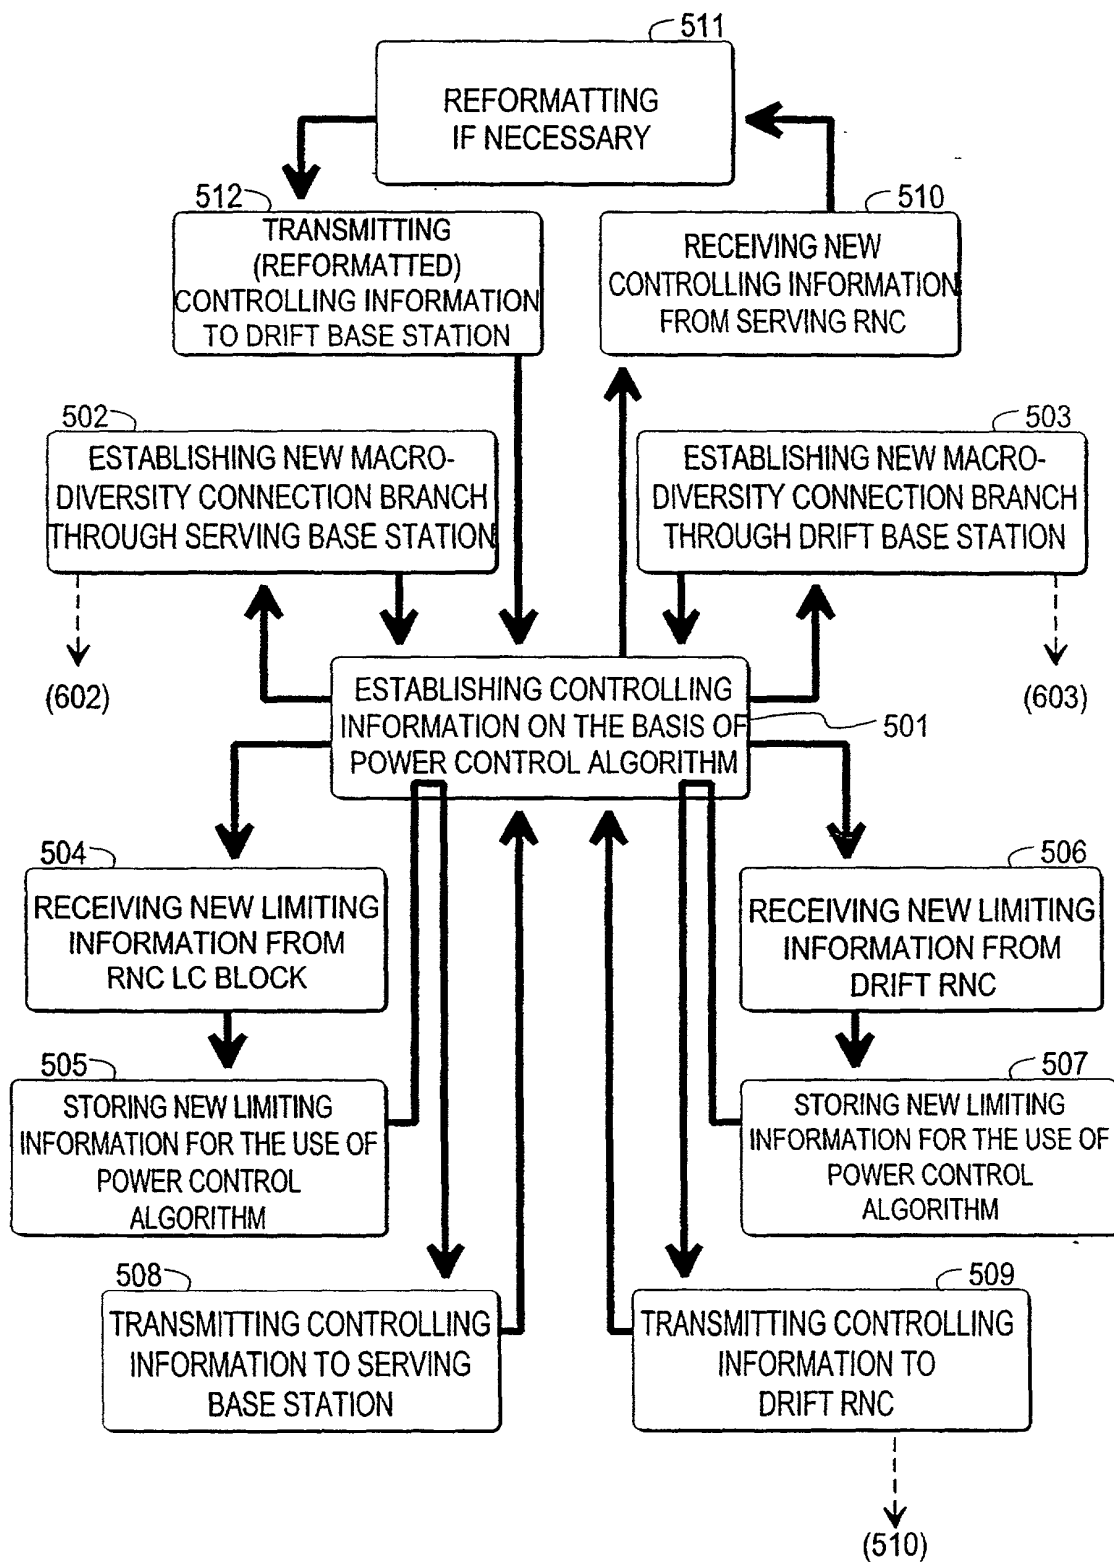 511
REFORMATTING
IF NECESSARY
512
TRANSMITTING
(REFORMATTED)
CONTROLLING INFORMATION
TO DRIFT BASE STATION
510
RECEIVING NEW
CONTROLLING INFORMATION
FROM SERVING RNC
502
ESTABLISHING NEW MACRO-
DIVERSITY CONNECTION BRANCH
THROUGH SERVING BASE STATION
503
ESTABLISHING NEW MACRO-
DIVERSITY CONNECTION BRANCH
THROUGH DRIFT BASE STATION
(602)
(603)
ESTABLISHING CONTROLLING
INFORMATION ON THE BASIS OF
POWER CONTROL ALGORITHM
501
504
RECEIVING NEW LIMITING
INFORMATION FROM
RNC LC BLOCK
506
RECEIVING NEW LIMITING
INFORMATION FROM
DRIFT RNC
505
STORING NEW LIMITING
INFORMATION FOR THE USE OF
POWER CONTROL
ALGORITHM
507
STORING NEW LIMITING
INFORMATION FOR THE USE OF
POWER CONTROL
ALGORITHM
508
TRANSMITTING CONTROLLING
INFORMATION TO SERVING
BASE STATION
509
TRANSMITTING CONTROLLING
INFORMATION TO
DRIFT RNC
(510)